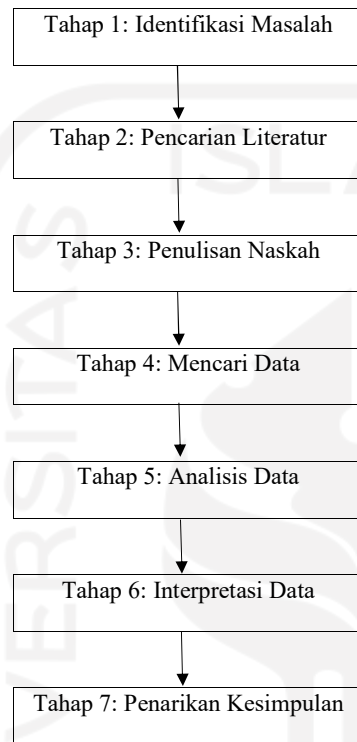 Tahap 1: Identifikasi Masalah
Tahap 2: Pencarian Literatur
Tahap 3: Penulisan Naskah
Tahap 4: Mencari Data
Tahap 5: Analisis Data
Tahap 6: Interpretasi Data
Tahap 7: Penarikan Kesimpulan